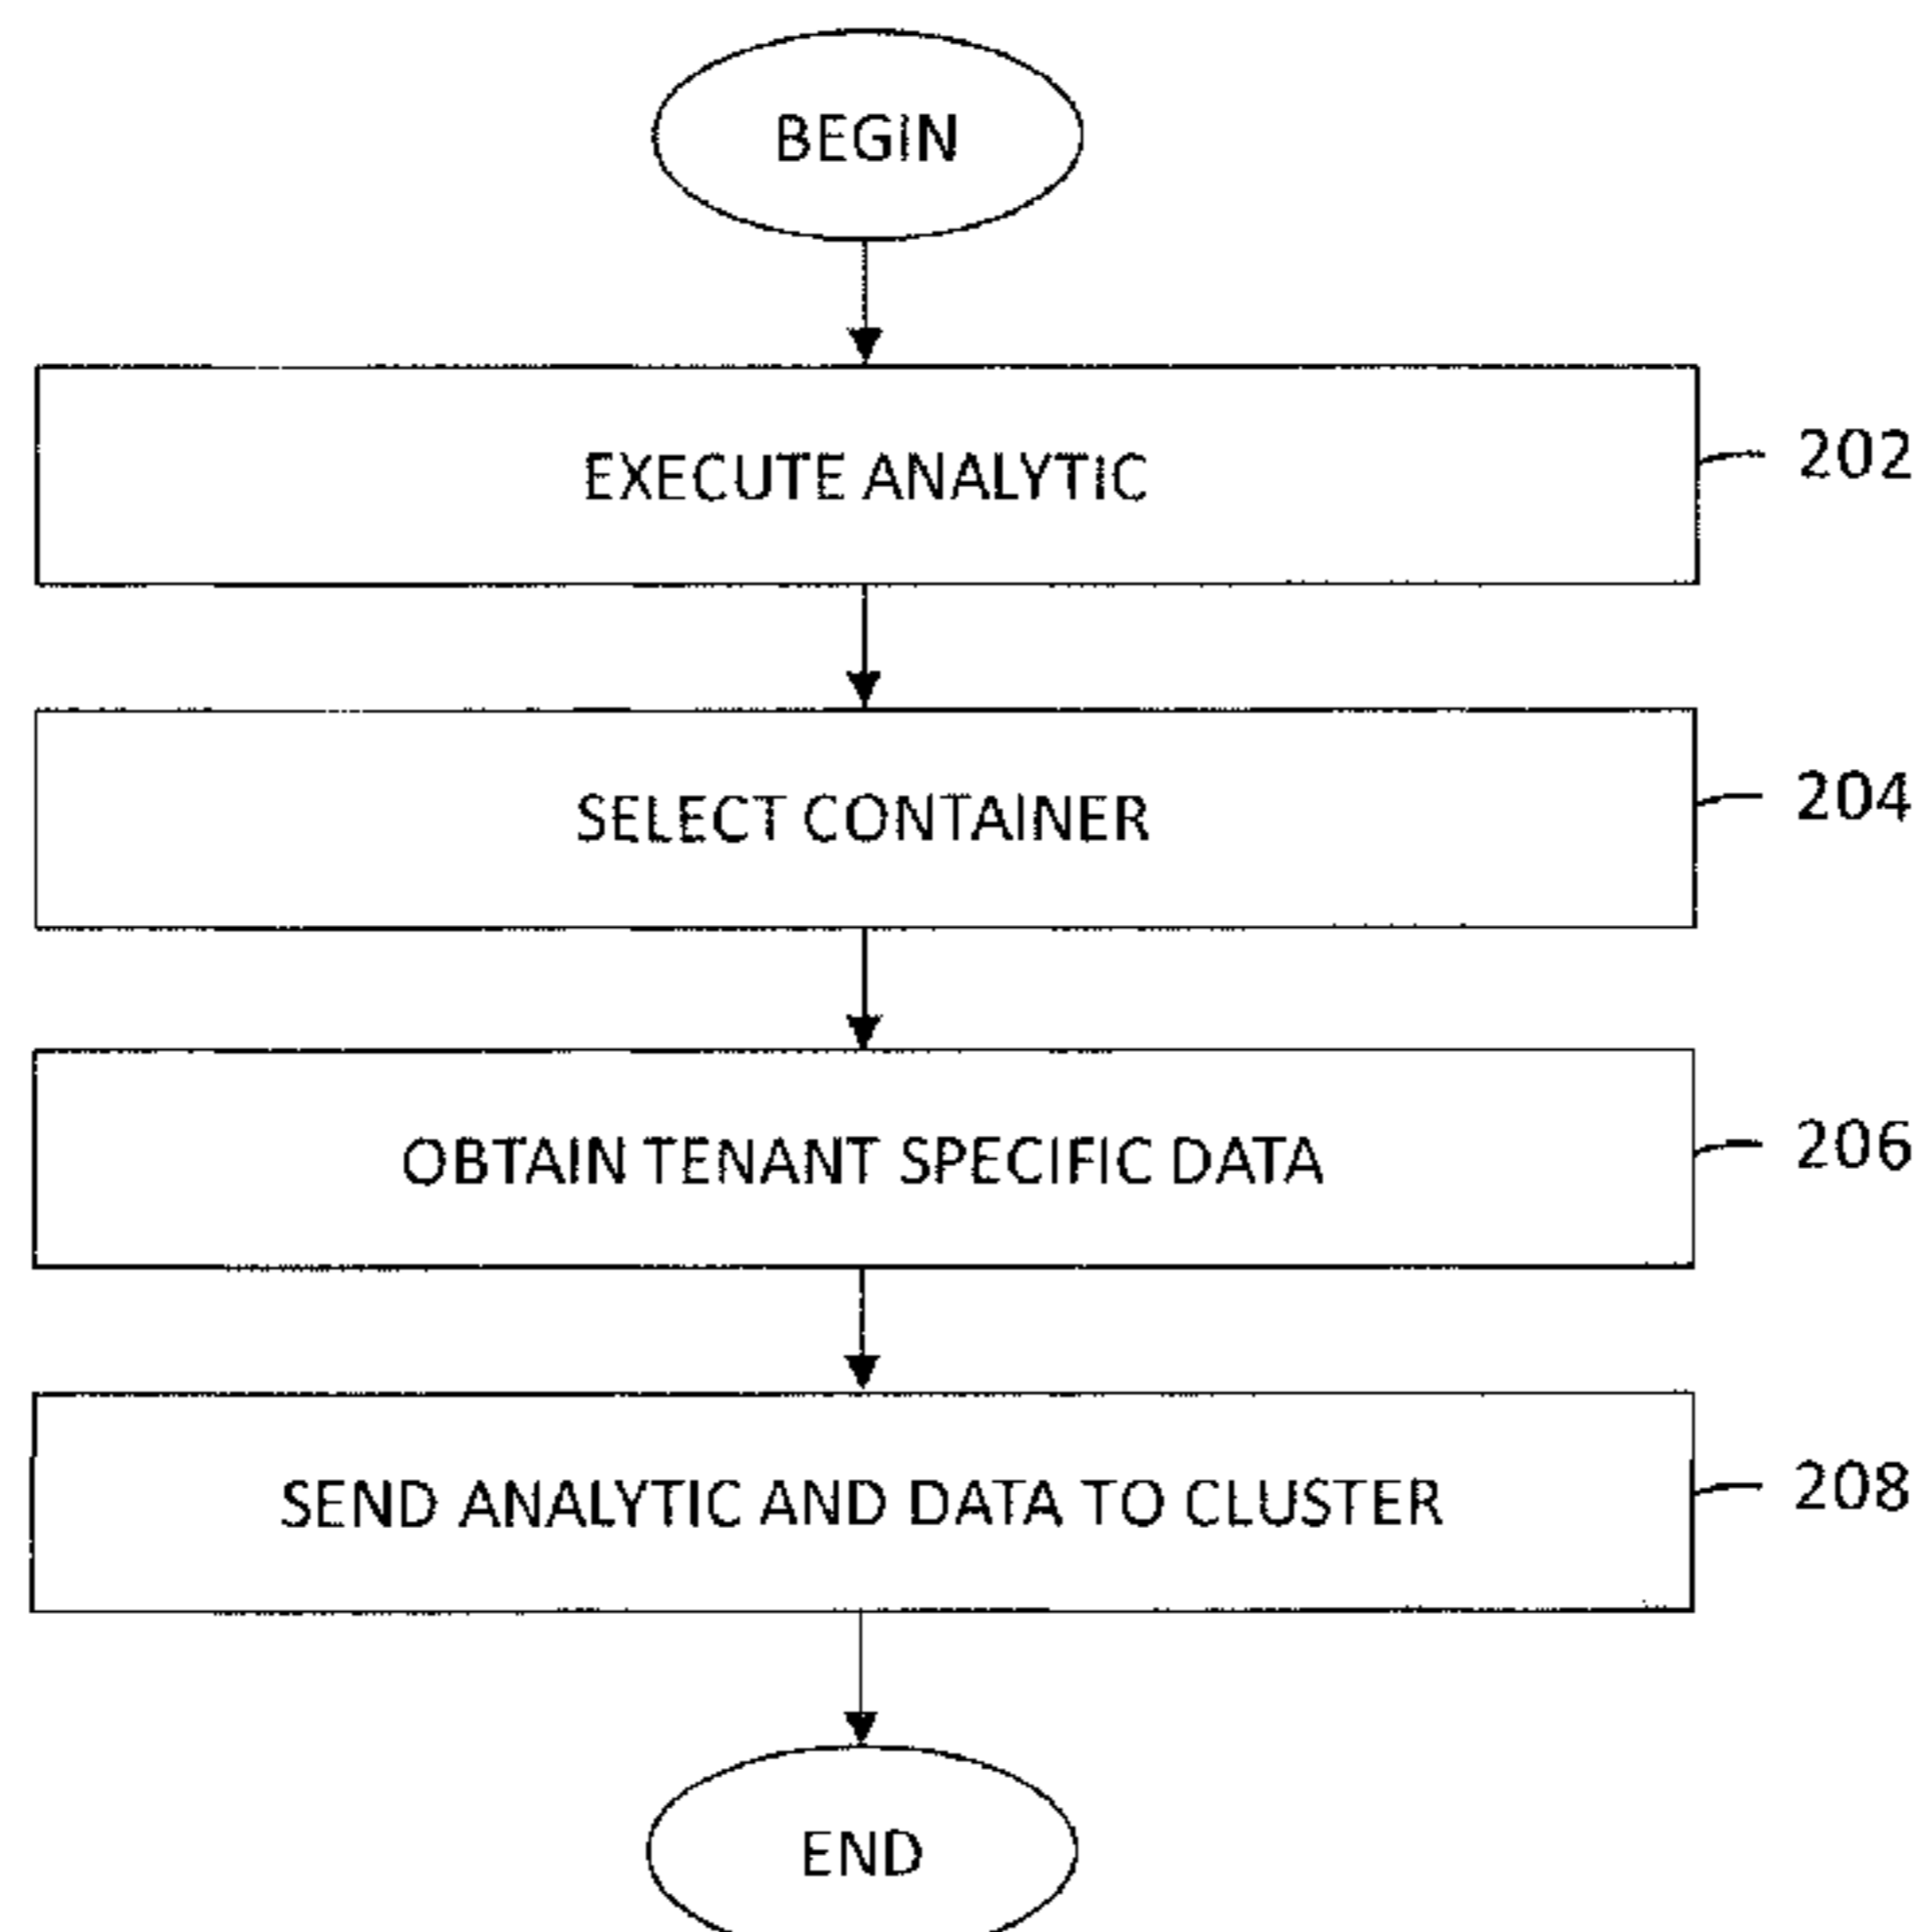 BEGIN
EXECUTE ANALYTIC
202
SELECT CONTAINER
204
OBTAIN TENANT SPECIFIC DATA
206
SEND ANALYTIC AND DATA TO CLUSTER
208
END